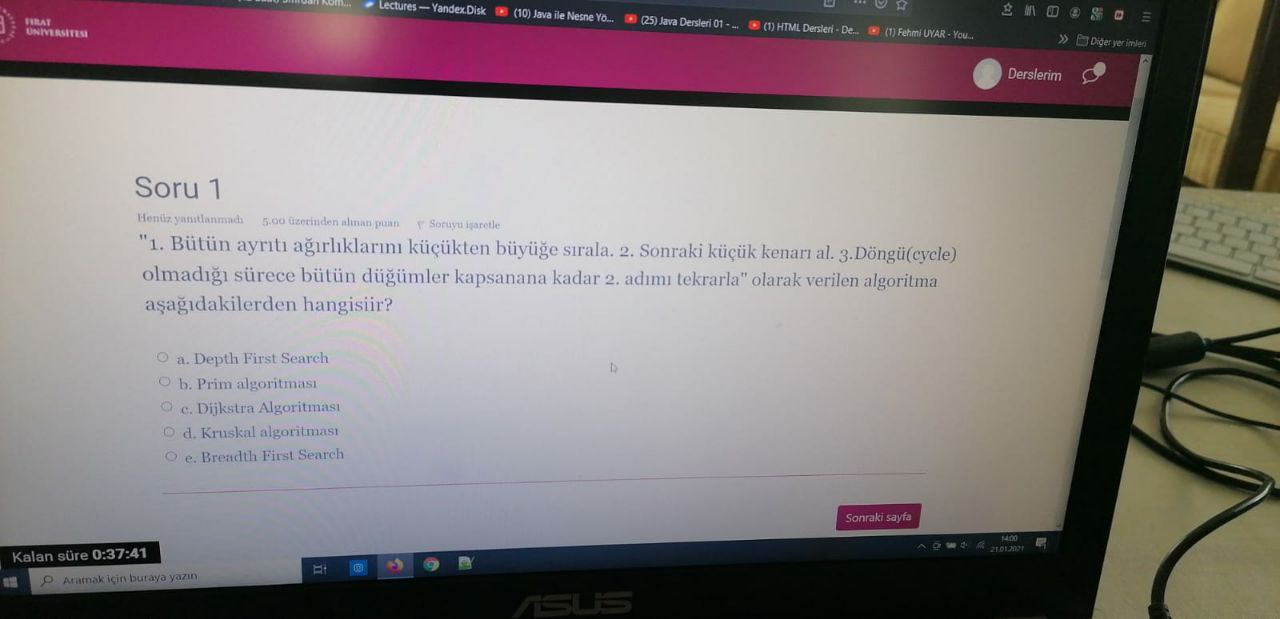 Lectures — Yandex.Disk
(10) Java ile Nesne Yö...
(25) Java Dersleri 01 - ...
(1) HTML Dersleri - De...
(1) Fehmi UYAR - You...
Diğer yer imleri
FIRAT
ÜNİVERSİTESİ
Derslerim
Soru 1
Henüz yanıtlanmadı 5.00 üzerinden alınan puan Soruyu işaretle
"1. Bütün ayrıtı ağırlıklarını küçükten büyüğe sırala. 2. Sonraki küçük kenarı al. 3.Döngü(cycle)
olmadığı sürece bütün düğümler kapsanana kadar 2. adımı tekrarla" olarak verilen algoritma
aşağıdakilerden hangisiir?
a. Depth First Search
b. Prim algoritması
c. Dijkstra Algoritması
d. Kruskal algoritması
e. Breadth First Search
Sonraki sayfa
Kalan süre 0:37:41
Aramak için buraya yazın
14:00
21.01.2021
ASUS